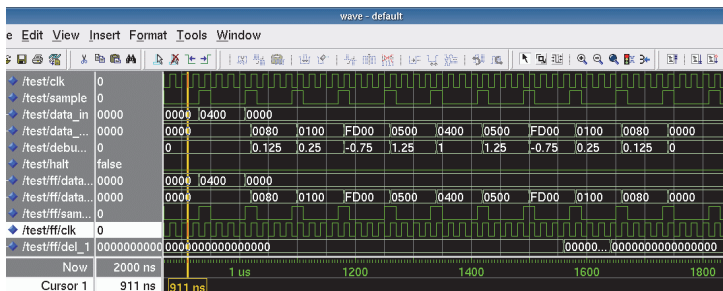 wave - default
e Edit View Insert Format Tools Window
/test/clk 0
/test/sample 0
/test/data_in 0000 0000 0400 0000
/test/data_... 0000 0000 0080 0100 FD00 0500 0400 0500 FD00 0100 0080 0000
/test/debu... 0 0 0.125 0.25 -0.75 1.25 1 1.25 -0.75 0.25 0.125 0
/test/halt false
/test/ff/data... 0000 0000 0400 0000
/test/ff/data... 0000 0000 0080 0100 FD00 0500 0400 0500 FD00 0100 0080 0000
/test/ff/sam... 0
/test/ff/clk 0
/test/ff/del_1 0000000000 0000000000000000 00000... 0000000000000000
Now 2000 ns 1 us 1200 1400 1600 1800
Cursor 1 911 ns 911 ns